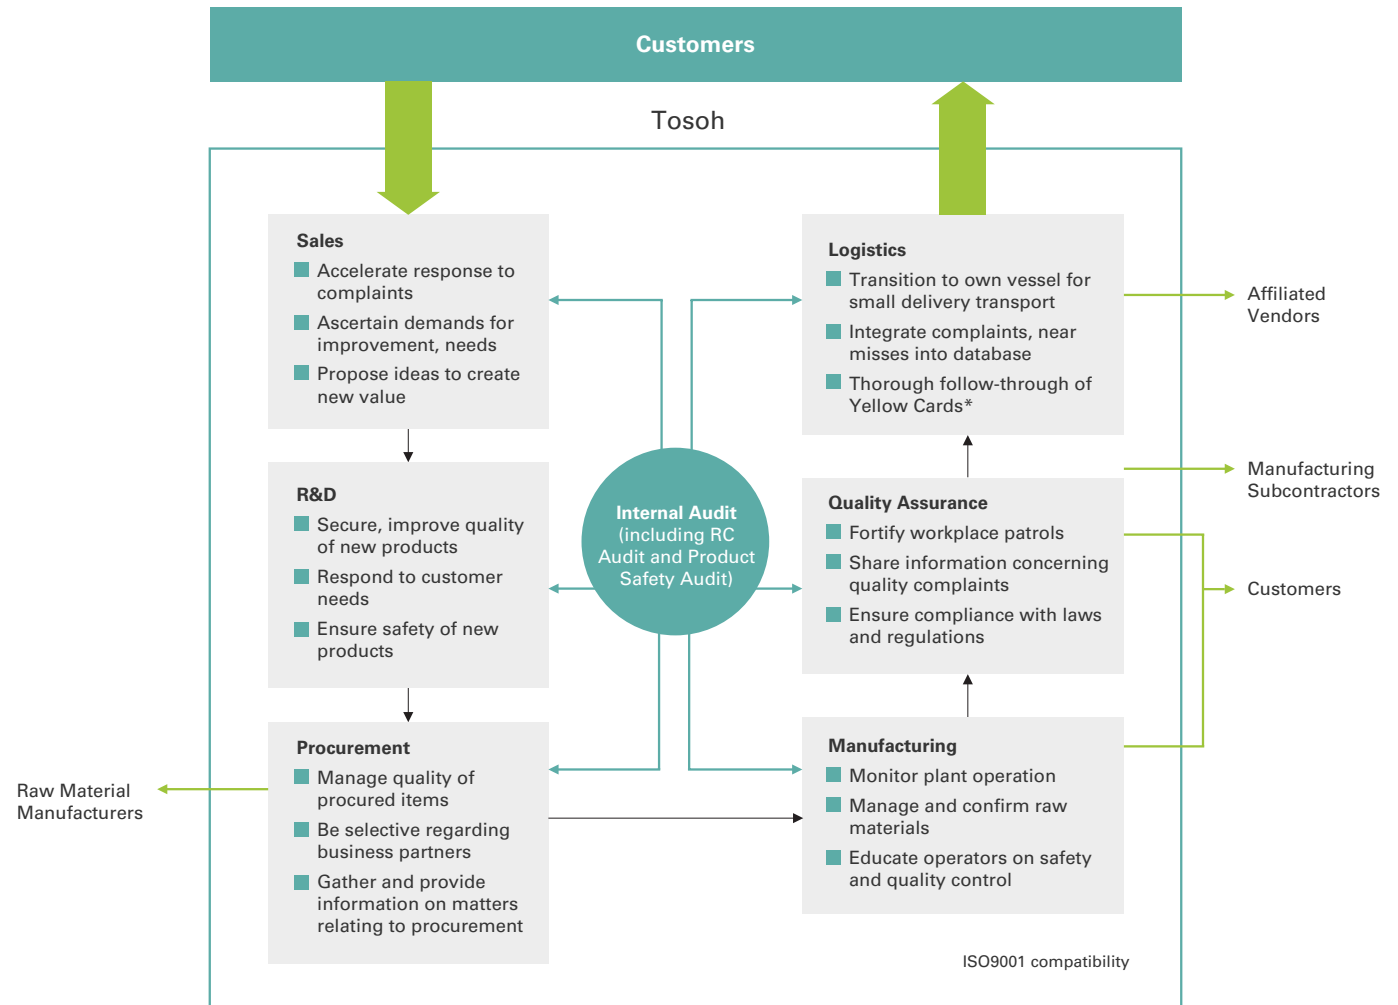 Customers
Tosoh
Sales
Accelerate response to
complaints
Ascertain demands for
improvement, needs
Propose ideas to create
new value
R&D
Secure, improve quality
of new products
Respond to customer
needs
Ensure safety of new
products
Procurement
Manage quality of
procured items
Be selective regarding
business partners
Gather and provide
information on matters
relating to procurement
Raw Material
Manufacturers
Internal Audit
(including RC
Audit and Product
Safety Audit)
Logistics
Transition to own vessel for
small delivery transport
Integrate complaints, near
misses into database
Thorough follow-through of
Yellow Cards*
Quality Assurance
Fortify workplace patrols
Share information concerning
quality complaints
Ensure compliance with laws
and regulations
Manufacturing
Monitor plant operation
Manage and confirm raw
materials
Educate operators on safety
and quality control
Affiliated
Vendors
Manufacturing
Subcontractors
Customers
ISO9001 compatibility